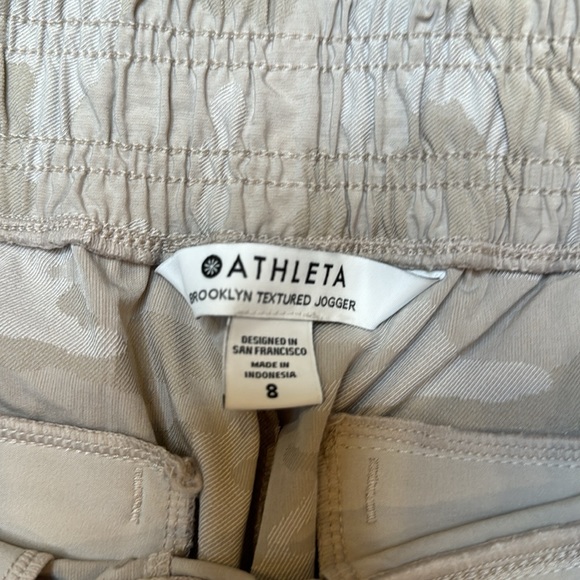 ATHLETA
BROOKLYN TEXTURED JOGGER
DESIGNED IN
SAN FRANCISCO
MADE IN
INDONESIA
8